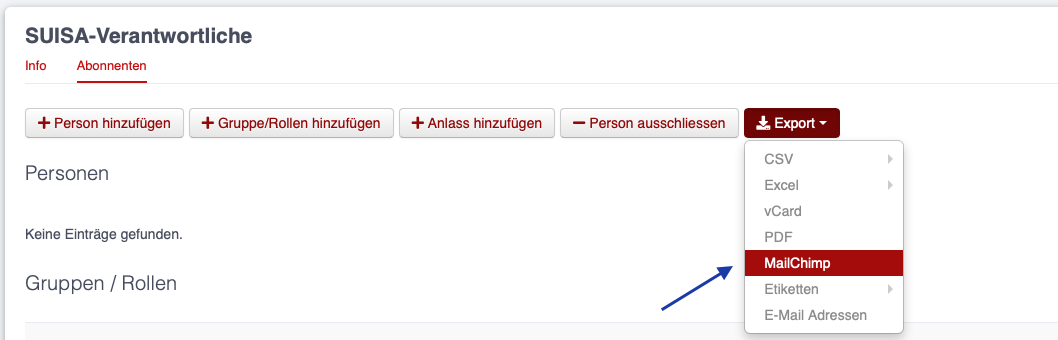 SUISA-Verantwortliche
Info Abonnenten
Person hinzufügen Gruppe/Rollen hinzufügen Anlass hinzufügen Person ausschliessen Export
CSV
Excel
vCard
PDF
MailChimp
Etiketten
E-Mail Adressen
Personen
Keine Einträge gefunden.
Gruppen / Rollen